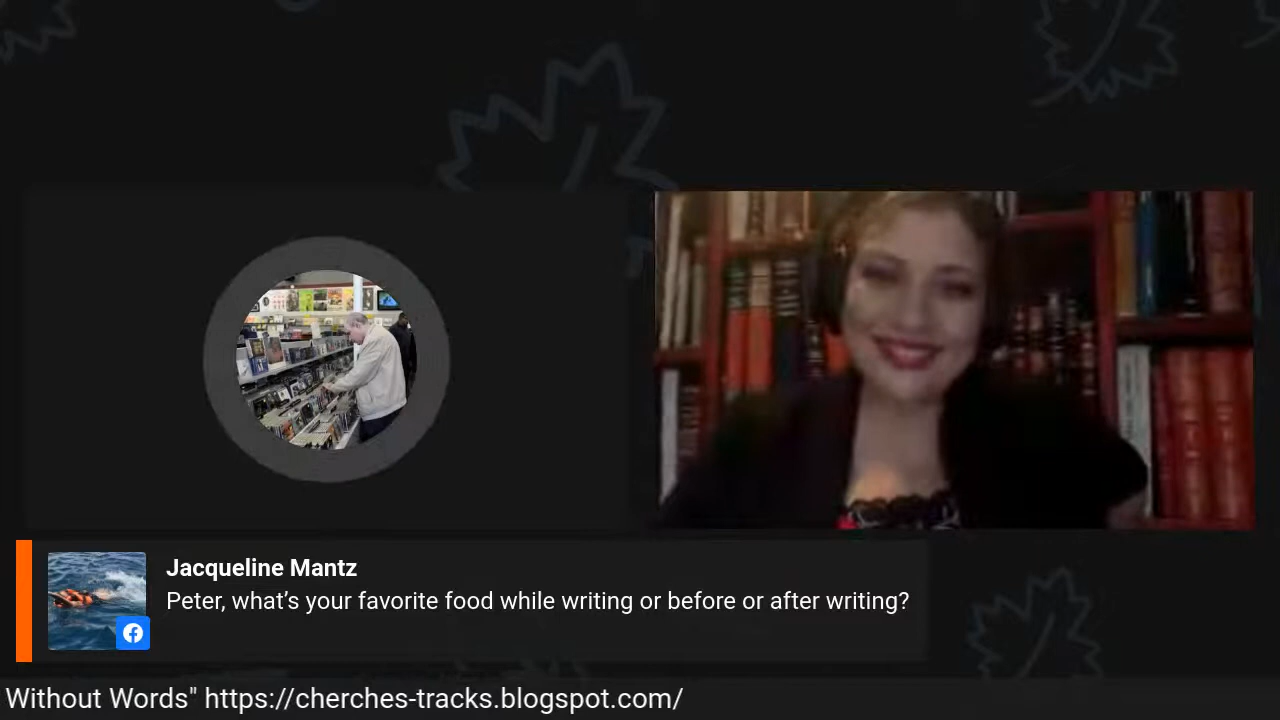 Jacqueline Mantz
Peter, what’s your favorite food while writing or before or after writing?
Without Words" https://cherches-tracks.blogspot.com/